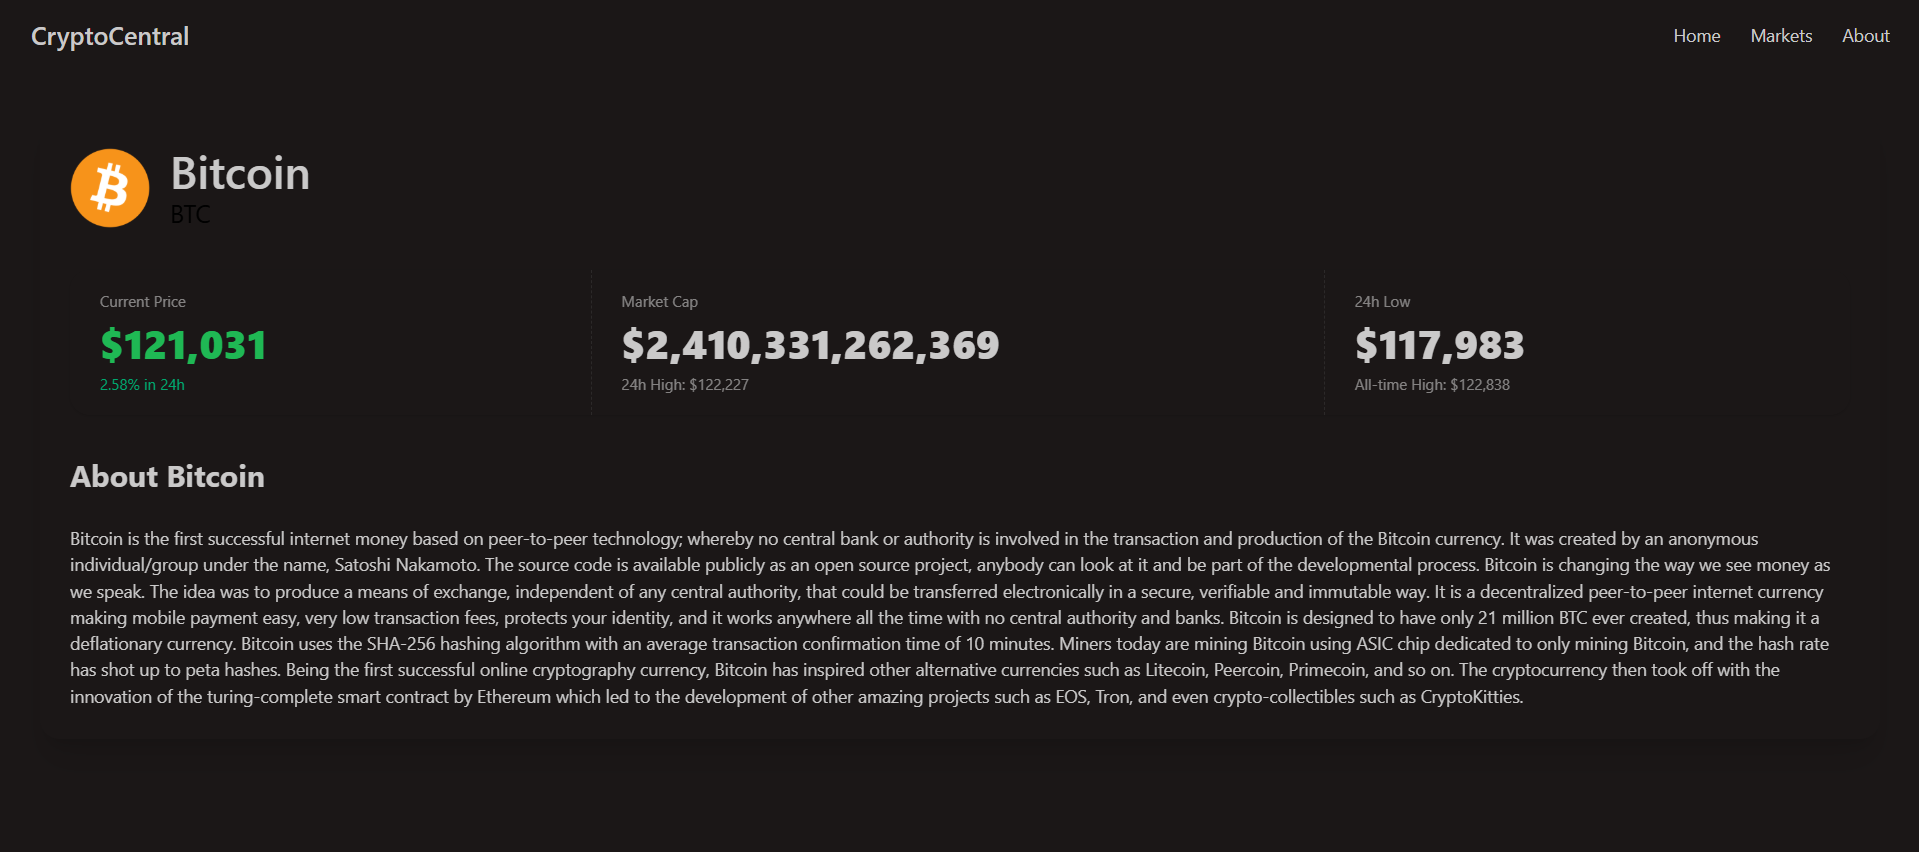 CryptoCentral
Home Markets About
Bitcoin
BTC
Current Price
$121,031
2.58% in 24h
Market Cap
$2,410,331,262,369
24h High: $122,227
24h Low
$117,983
All-time High: $122,838
About Bitcoin
Bitcoin is the first successful internet money based on peer-to-peer technology; whereby no central bank or authority is involved in the transaction and production of the Bitcoin currency. It was created by an anonymous
individual/group under the name, Satoshi Nakamoto. The source code is available publicly as an open source project, anybody can look at it and be part of the developmental process. Bitcoin is changing the way we see money as
we speak. The idea was to produce a means of exchange, independent of any central authority, that could be transferred electronically in a secure, verifiable and immutable way. It is a decentralized peer-to-peer internet currency
making mobile payment easy, very low transaction fees, protects your identity, and it works anywhere all the time with no central authority and banks. Bitcoin is designed to have only 21 million BTC ever created, thus making it a
deflationary currency. Bitcoin uses the SHA-256 hashing algorithm with an average transaction confirmation time of 10 minutes. Miners today are mining Bitcoin using ASIC chip dedicated to only mining Bitcoin, and the hash rate
has shot up to peta hashes. Being the first successful online cryptography currency, Bitcoin has inspired other alternative currencies such as Litecoin, Peercoin, Primecoin, and so on. The cryptocurrency then took off with the
innovation of the turing-complete smart contract by Ethereum which led to the development of other amazing projects such as EOS, Tron, and even crypto-collectibles such as CryptoKitties.